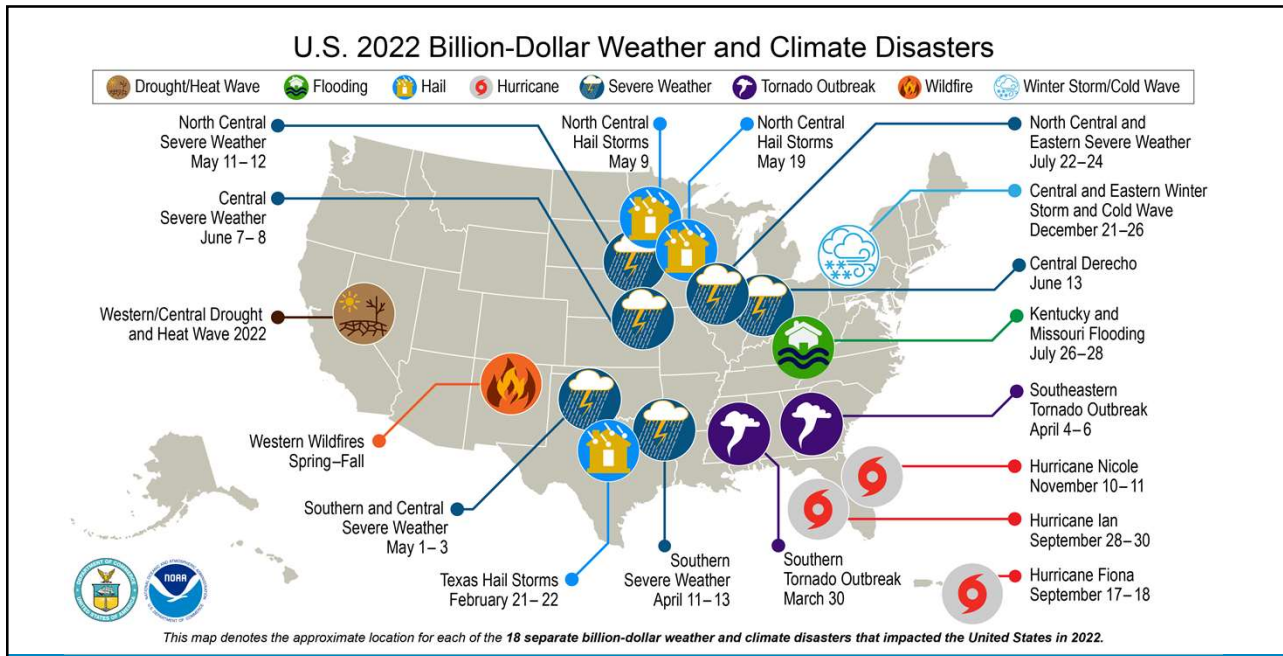 U.S. 2022 Billion-Dollar Weather and Climate Disasters
Drought/Heat Wave
Flooding
Hail
Hurricane
Severe Weather
Tornado Outbreak
Wildfire
Winter Storm/Cold Wave
North Central
Severe Weather
May 11–12
North Central
Hail Storms
May 9
North Central
Hail Storms
May 19
North Central and
Eastern Severe Weather
July 22–24
Central
Severe Weather
June 7–8
Central and Eastern Winter
Storm and Cold Wave
December 21–26
Central Derecho
June 13
Western/Central Drought
and Heat Wave 2022
Kentucky and
Missouri Flooding
July 26–28
Southeastern
Tornado Outbreak
April 4–6
Western Wildfires
Spring–Fall
Hurricane Nicole
November 10–11
Southern and Central
Severe Weather
May 1–3
Hurricane Ian
September 28–30
Texas Hail Storms
February 21–22
Southern
Severe Weather
April 11–13
Southern
Tornado Outbreak
March 30
Hurricane Fiona
September 17–18
DEPARTMENT OF COMMERCE
UNITED STATES OF AMERICA
NOAA
This map denotes the approximate location for each of the 18 separate billion-dollar weather and climate disasters that impacted the United States in 2022.